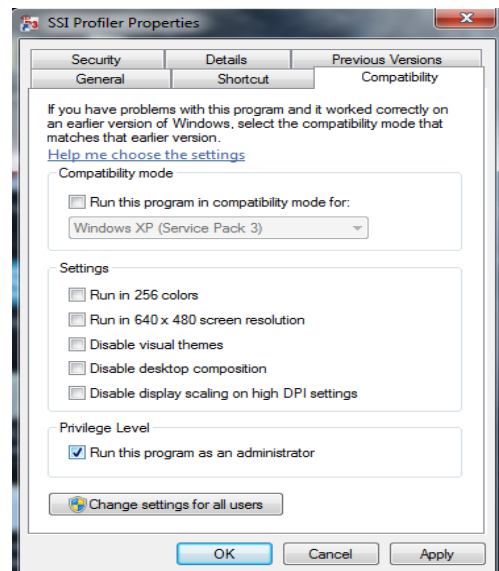 SSI Profiler Properties
Security Details Previous Versions
General Shortcut Compatibility
If you have problems with this program and it worked correctly on
an earlier version of Windows, select the compatibility mode that
matches that earlier version.
Help me choose the settings
Compatibility mode
Run this program in compatibility mode for:
Windows XP (Service Pack 3)
Settings
Run in 256 colors
Run in 640 x 480 screen resolution
Disable visual themes
Disable desktop composition
Disable display scaling on high DPI settings
Privilege Level
Run this program as an administrator
Change settings for all users
OK Cancel Apply